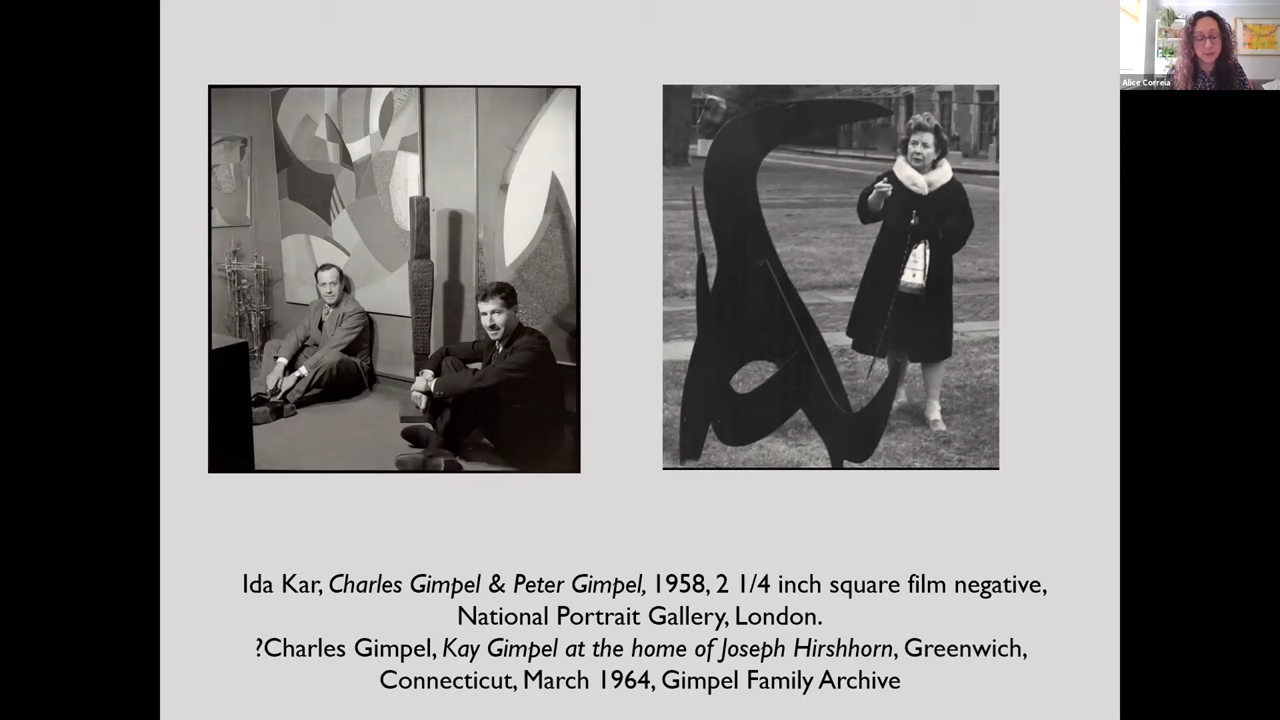 Alice Correia
Ida Kar, Charles Gimpel & Peter Gimpel, 1958, 2 1/4 inch square film negative,
National Portrait Gallery, London.
?Charles Gimpel, Kay Gimpel at the home of Joseph Hirshhorn, Greenwich,
Connecticut, March 1964, Gimpel Family Archive